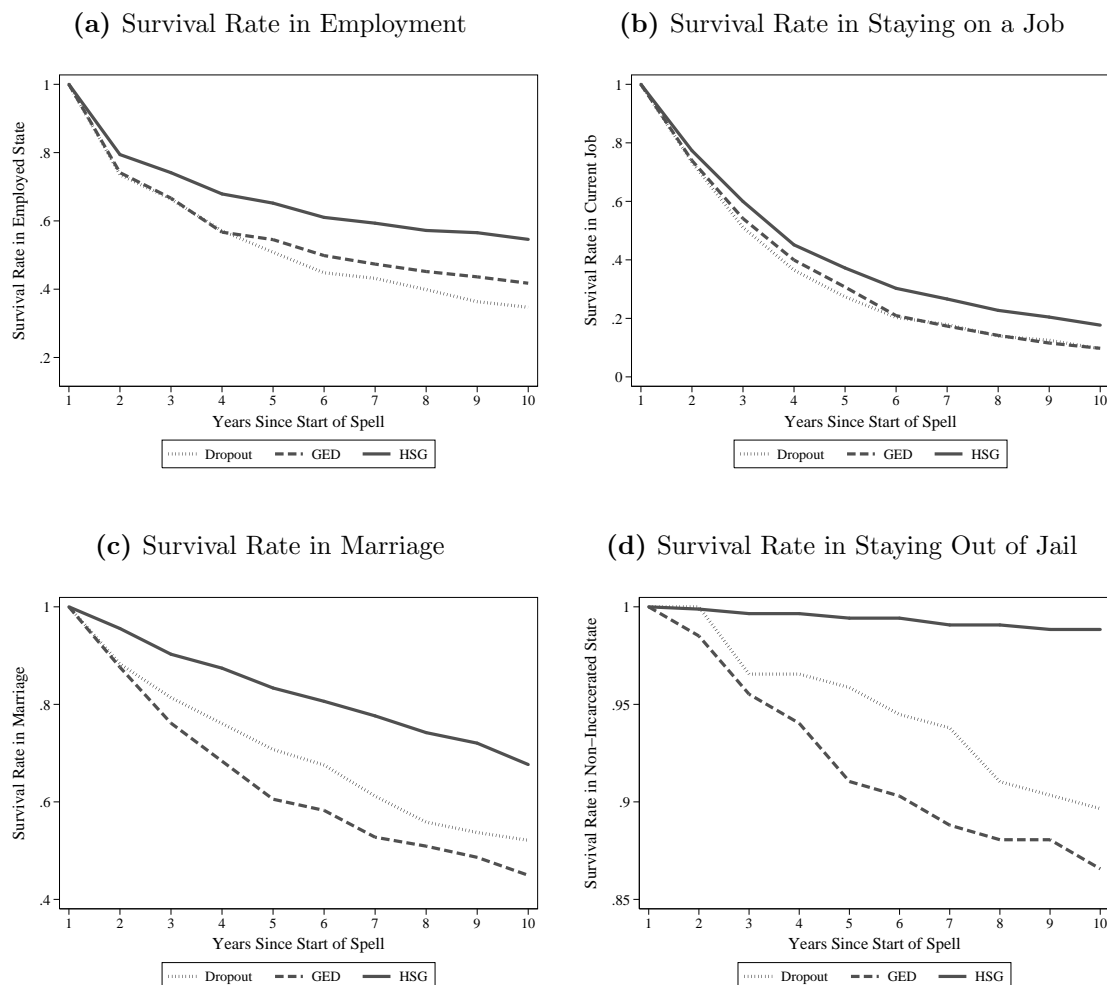 (a) Survival Rate in Employment
Survival Rate in Employed State
1
.8
.6
.4
.2
1 2 3 4 5 6 7 8 9 10
Years Since Start of Spell
Dropout GED HSG
(b) Survival Rate in Staying on a Job
Survival Rate in Current Job
1
.8
.6
.4
.2
0
1 2 3 4 5 6 7 8 9 10
Years Since Start of Spell
Dropout GED HSG
(c) Survival Rate in Marriage
Survival Rate in Marriage
1
.8
.6
.4
1 2 3 4 5 6 7 8 9 10
Years Since Start of Spell
Dropout GED HSG
(d) Survival Rate in Staying Out of Jail
Survival Rate in Non−Incarcerated State
1
.95
.9
.85
1 2 3 4 5 6 7 8 9 10
Years Since Start of Spell
Dropout GED HSG